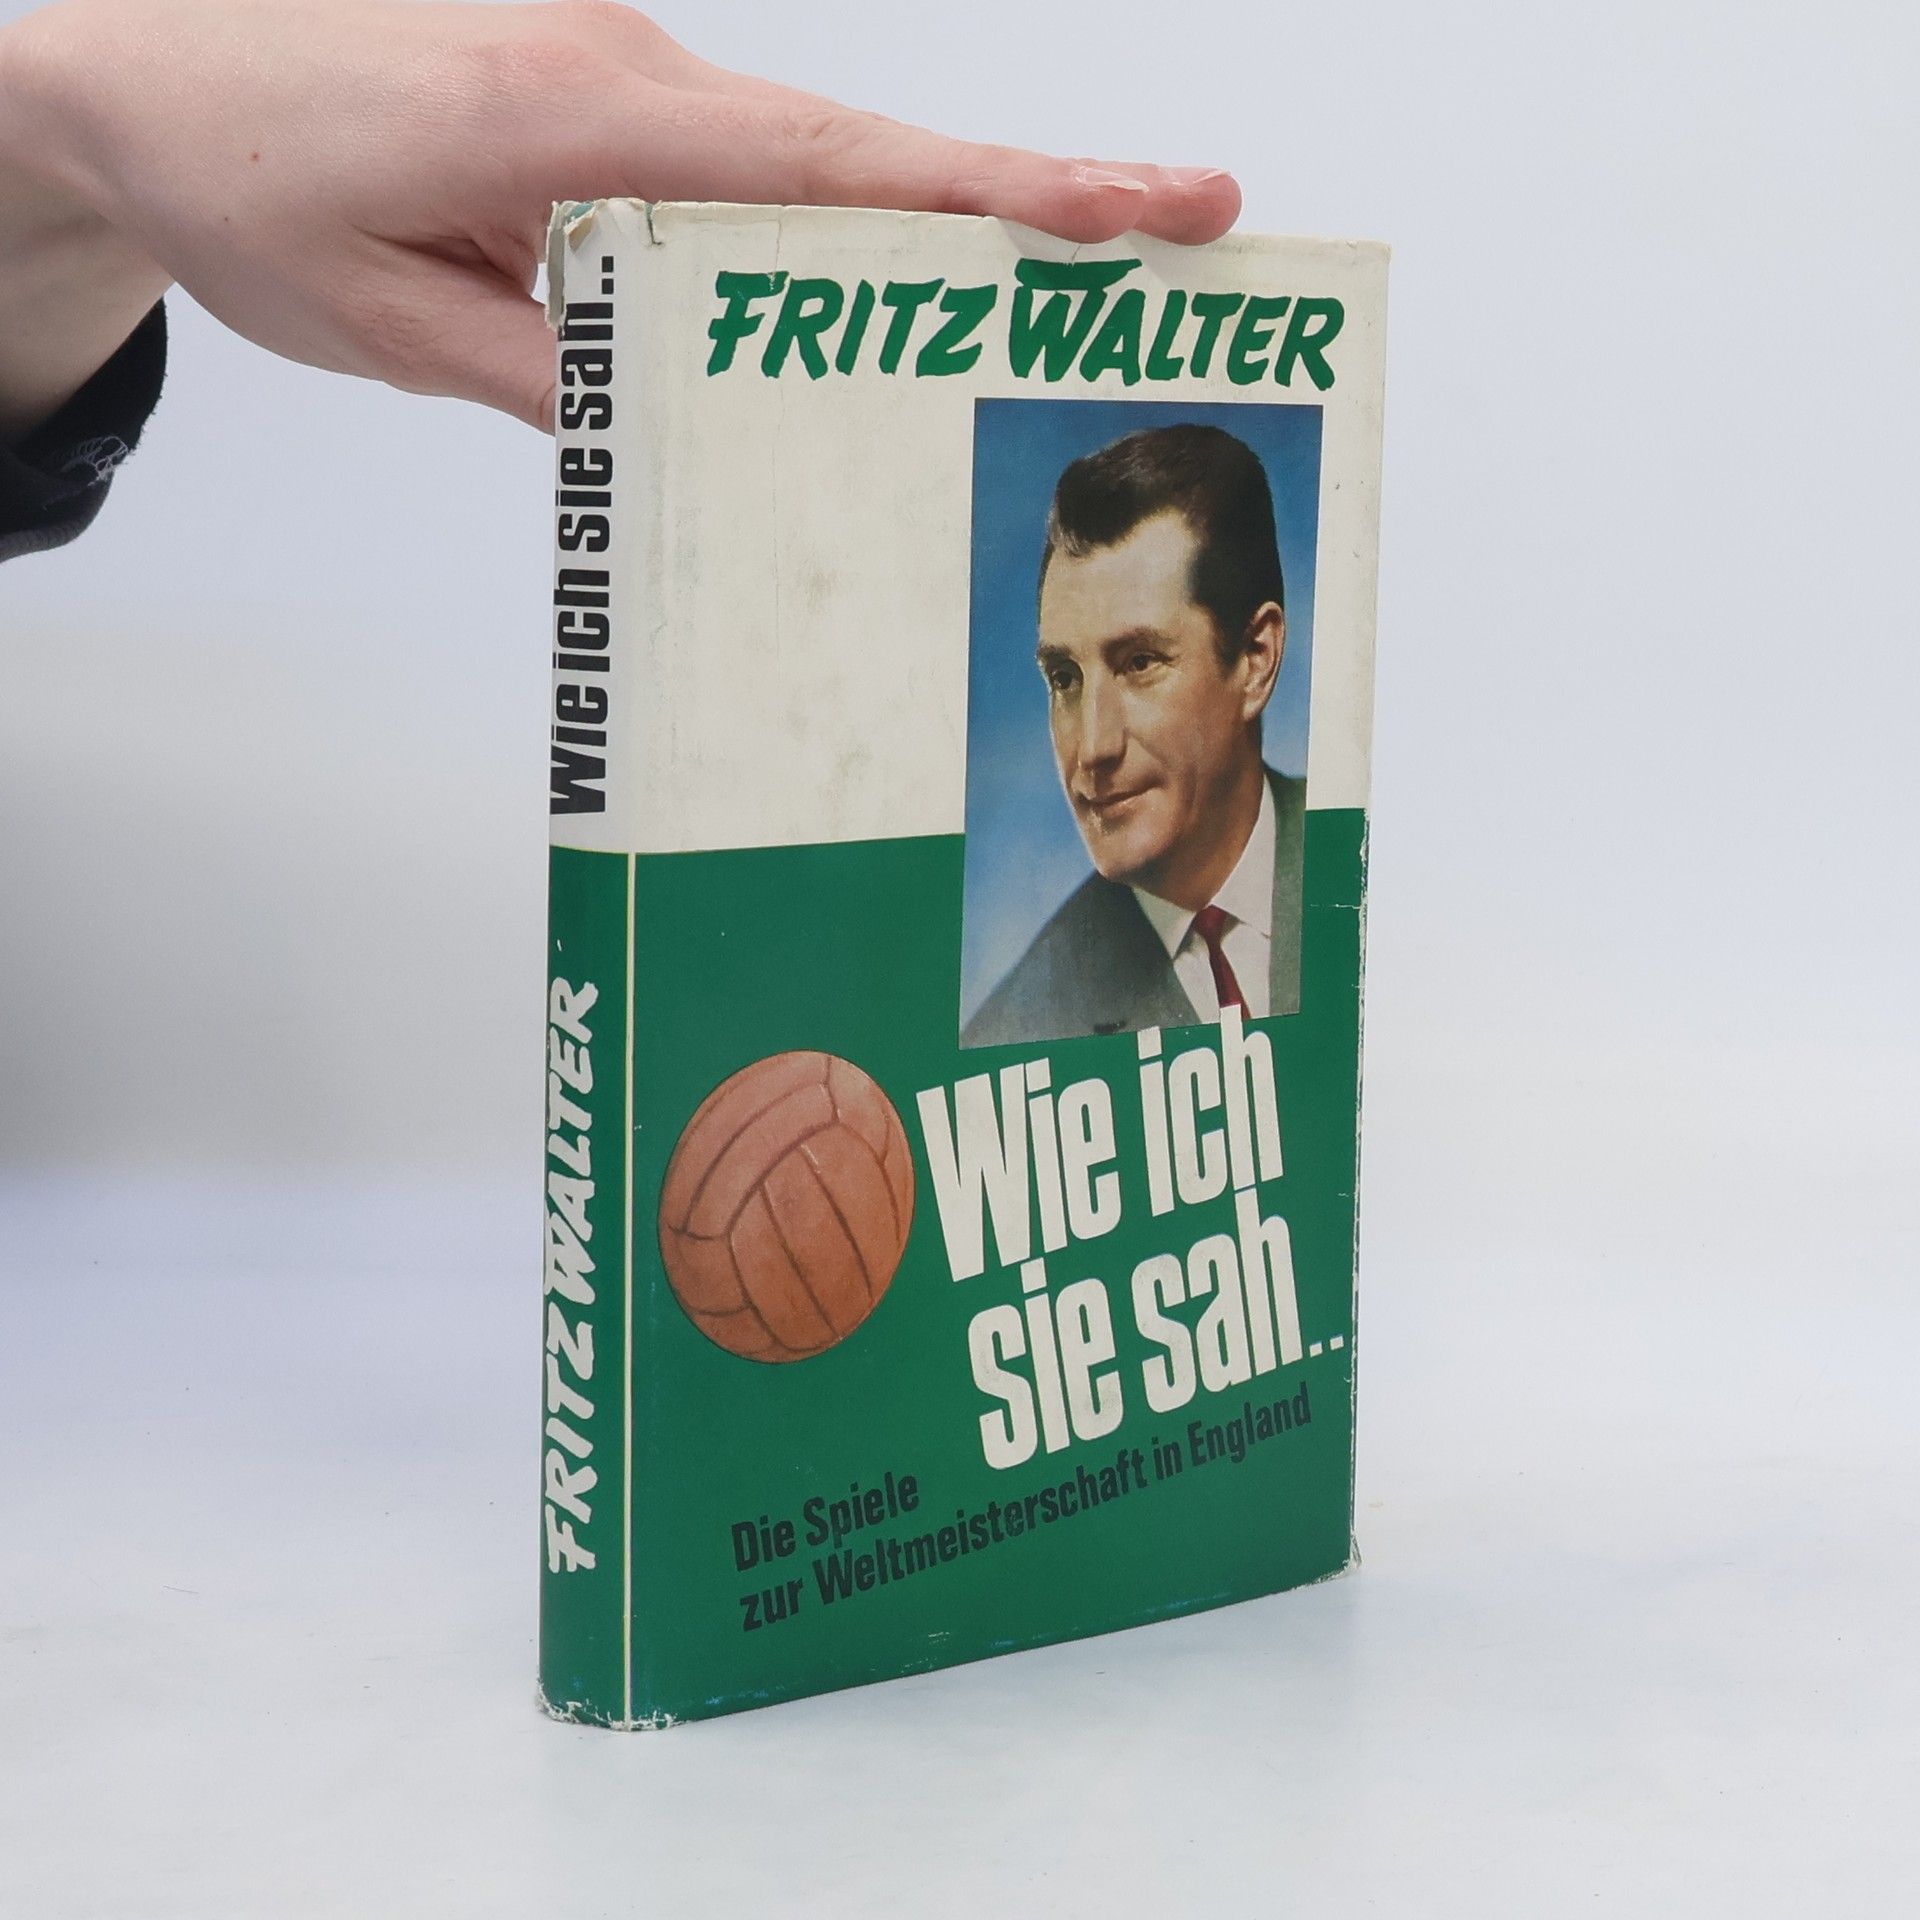 FRITZ WALTER
Wie ich
sie sah..
Die Spiele
zur Weltmeisterschaft in England
FRITZ WALTER Wie ich sie sah..